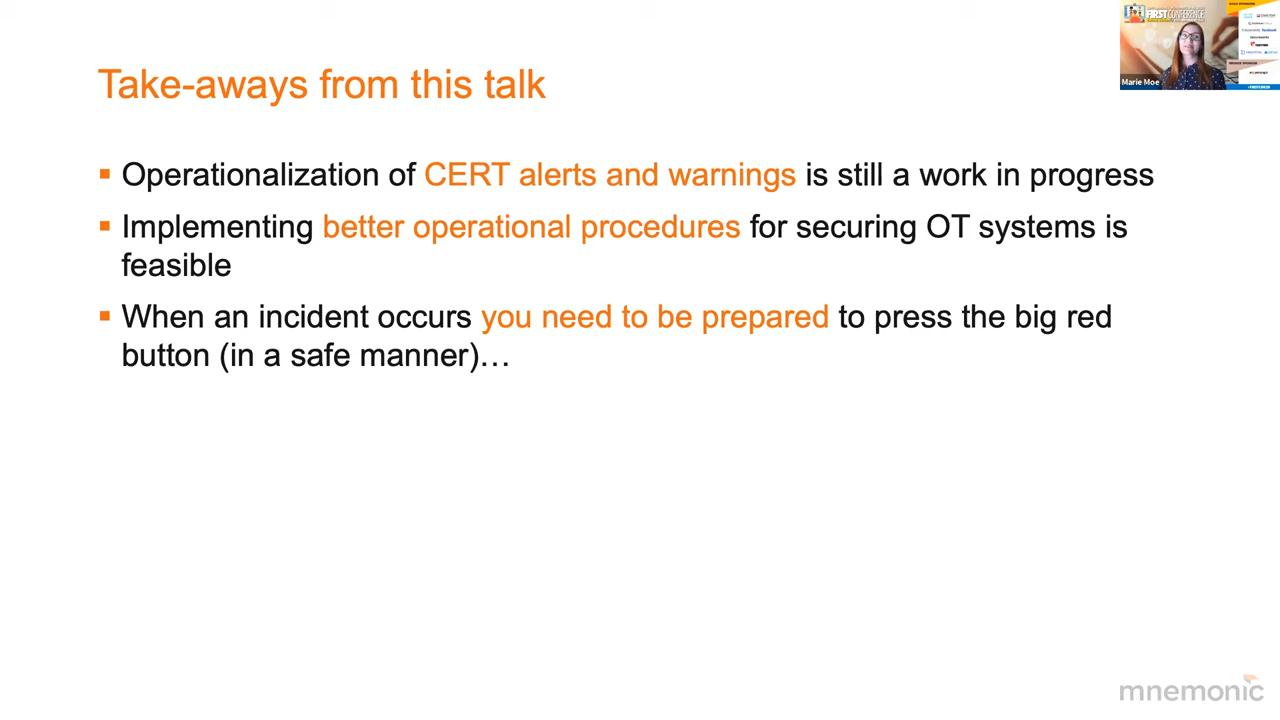 FIRSTCONFERENCE
Marie Moe
Take-aways from this talk
▪ Operationalization of CERT alerts and warnings is still a work in progress
▪ Implementing better operational procedures for securing OT systems is
feasible
▪ When an incident occurs you need to be prepared to press the big red
button (in a safe manner)…
mnemonic